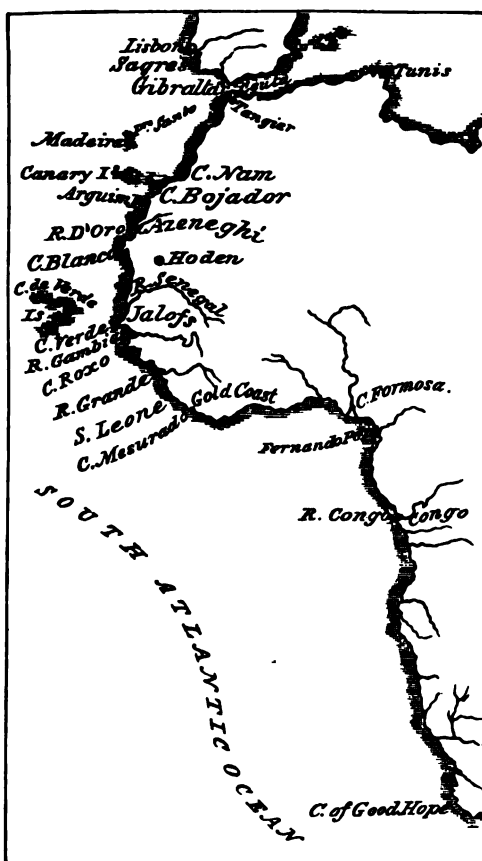 Lisbon
Sagres
Gibraltar
Ceuta
Tunis
Tangier
Pto Santo
Madeira
Canary Is
C. Nam
C. Bojador
Arguim
R. D'Oro
Azeneghi
C. Blanco
Hoden
C. de Verde
Is
R. Senegal
Jalofs
C. Verde
R. Gambia
C. Roxo
R. Grande
Gold Coast
S. Leone
C. Mesurado
C. Formosa.
Fernando Po
R. Congo
Congo
SOUTH ATLANTIC OCEAN
C. of Good Hope